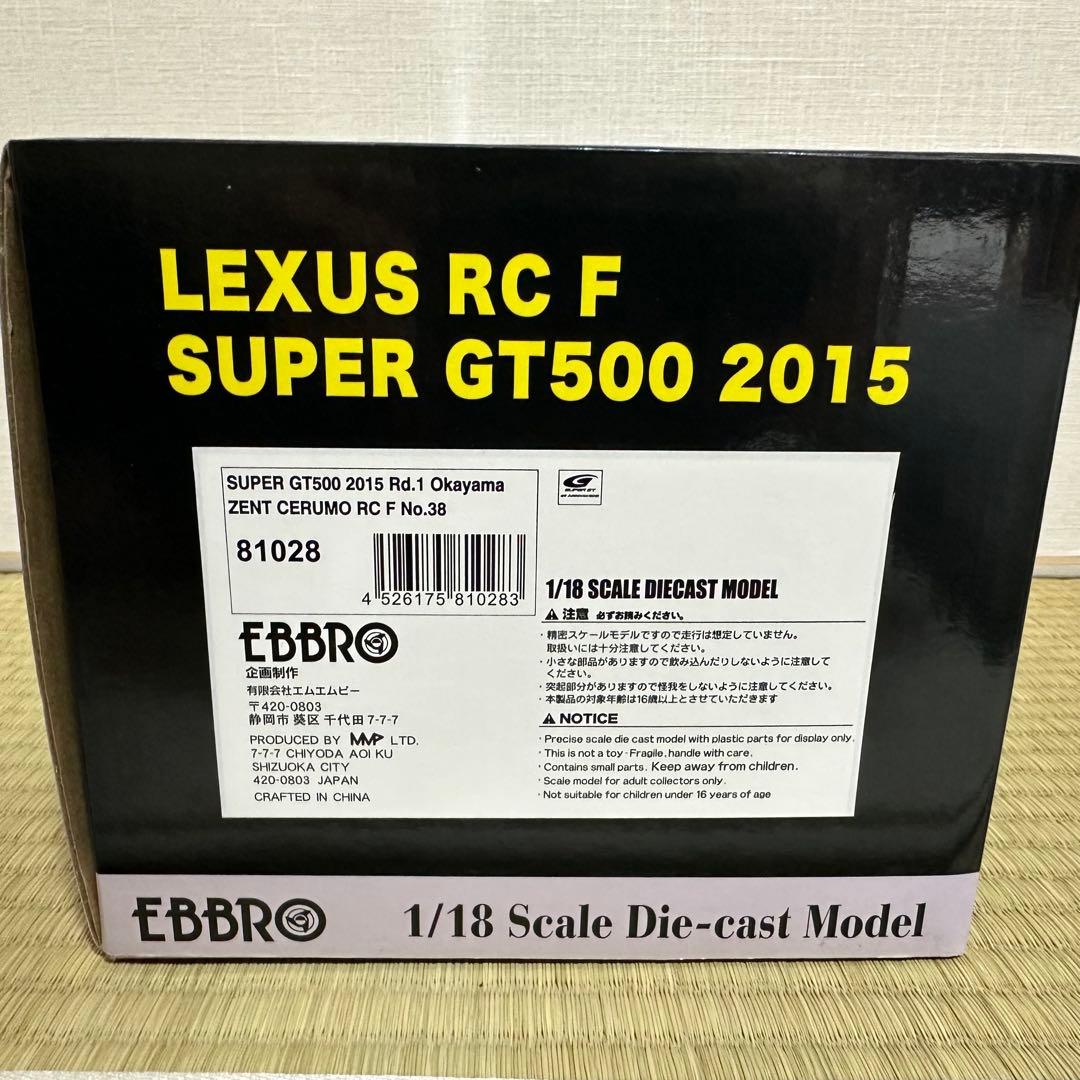 LEXUS RC F
SUPER GT500 2015
SUPER GT500 2015 Rd.1 Okayama
ZENT CERUMO RC F No.38
81028
4 526175 810283
SUPER GT
1/18 SCALE DIECAST MODEL
⚠ 注意 必ずお読みください。
・精密スケールモデルですので走行は想定していません。
取扱いには十分注意してください。
・小さな部品がありますので飲み込んだりしないように注意して
ください。
・突起部分がありますので怪我をしないように注意してください。
・本製品の対象年齢は16歳以上とさせていただきます
⚠ NOTICE
・Precise scale die cast model with plastic parts for display only.
・This is not a toy - Fragile, handle with care.
・Contains small parts. Keep away from children.
・Scale model for adult collectors only.
・Not suitable for children under 16 years of age
EBBRO
企画制作
有限会社エムエムピー
〒420-0803
静岡市 葵区 千代田 7-7-7
PRODUCED BY MMP LTD.
7-7-7 CHIYODA AOI KU
SHIZUOKA CITY
420-0803 JAPAN
CRAFTED IN CHINA
EBBRO 1/18 Scale Die-cast Model